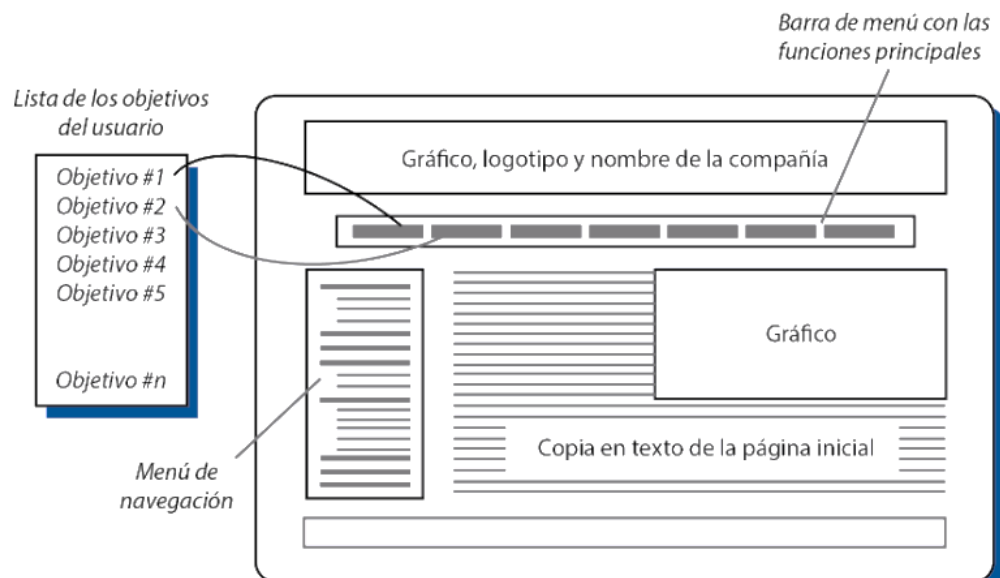 Barra de menú con las
funciones principales
Lista de los objetivos
del usuario
Objetivo #1
Objetivo #2
Objetivo #3
Objetivo #4
Objetivo #5
Objetivo #n
Gráfico, logotipo y nombre de la compañía
Gráfico
Copia en texto de la página inicial
Menú de
navegación